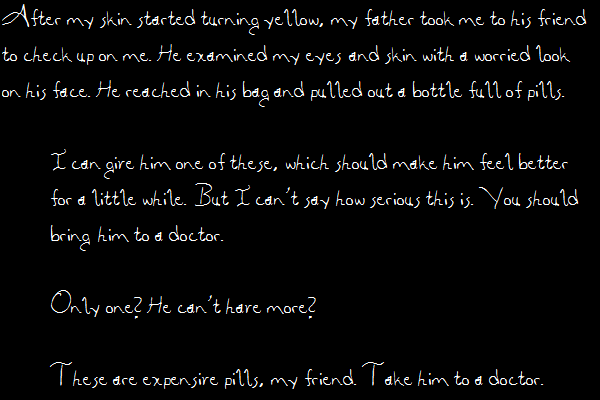 After my skin started turning yellow, my father took me to his friend
to check up on me. He examined my eyes and skin with a worried look
on his face. He reached in his bag and pulled out a bottle full of pills.
I can give him one of these, which should make him feel better
for a little while. But I can't say how serious this is. You should
bring him to a doctor.
Only one? He can't have more?
These are expensive pills, my friend. Take him to a doctor.